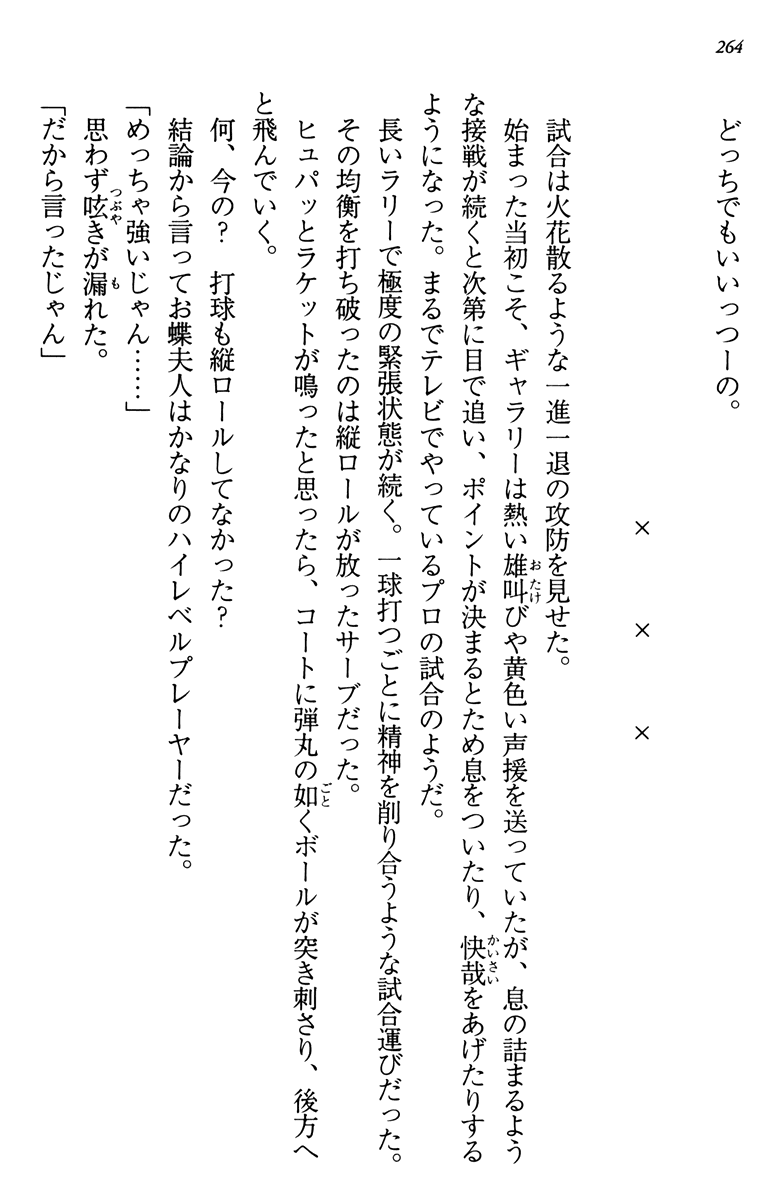 264
どっちでもいいっつーの。
× × ×
試合は火花散るような一進一退の攻防を見せた。
始まった当初こそ、ギャラリーは熱い雄叫びや黄色い声援を送っていたが、息の詰まるよう
な接戦が続くと次第に目で追い、ポイントが決まるとため息をついたり、快哉をあげたりする
ようになった。まるでテレビでやっているプロの試合のようだ。
長いラリーで極度の緊張状態が続く。一球打つごとに精神を削り合うような試合運びだった。
その均衡を打ち破ったのは縦ロールが放ったサーブだった。
ヒュパッとラケットが鳴ったと思ったら、コートに弾丸の如くボールが突き刺さり、後方へ
と飛んでいく。
何、今の？　打球も縦ロールしてなかった？
結論から言ってお蝶夫人はかなりのハイレベルプレーヤーだった。
「めっちゃ強いじゃん……」
思わず呟きが漏れた。
「だから言ったじゃん」